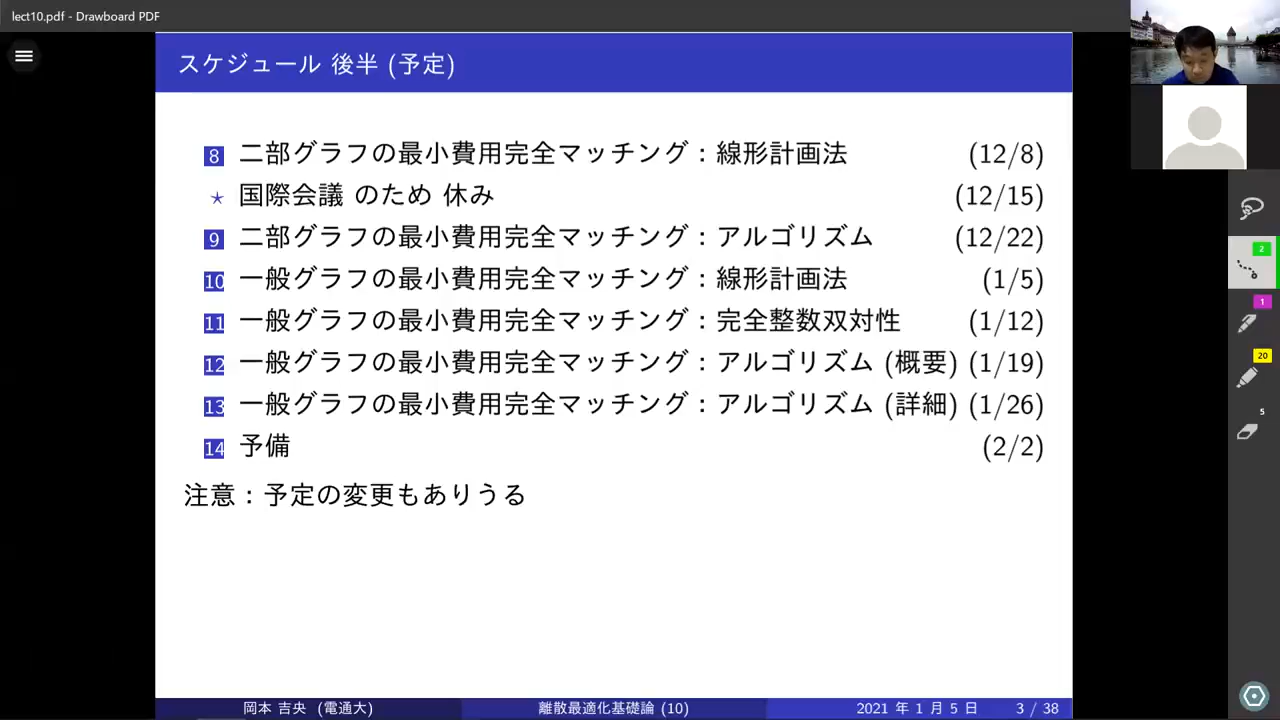 lect10.pdf - Drawboard PDF
スケジュール 後半 (予定)
8 二部グラフの最小費用完全マッチング：線形計画法 (12/8)
⋆ 国際会議 のため 休み (12/15)
9 二部グラフの最小費用完全マッチング：アルゴリズム (12/22)
10 一般グラフの最小費用完全マッチング：線形計画法 (1/5)
11 一般グラフの最小費用完全マッチング：完全整数双対性 (1/12)
12 一般グラフの最小費用完全マッチング：アルゴリズム (概要) (1/19)
13 一般グラフの最小費用完全マッチング：アルゴリズム (詳細) (1/26)
14 予備 (2/2)
注意：予定の変更もありうる
岡本 吉央 (電通大) 離散最適化基礎論 (10) 2021 年 1 月 5 日 3 / 38
2
1
20
5